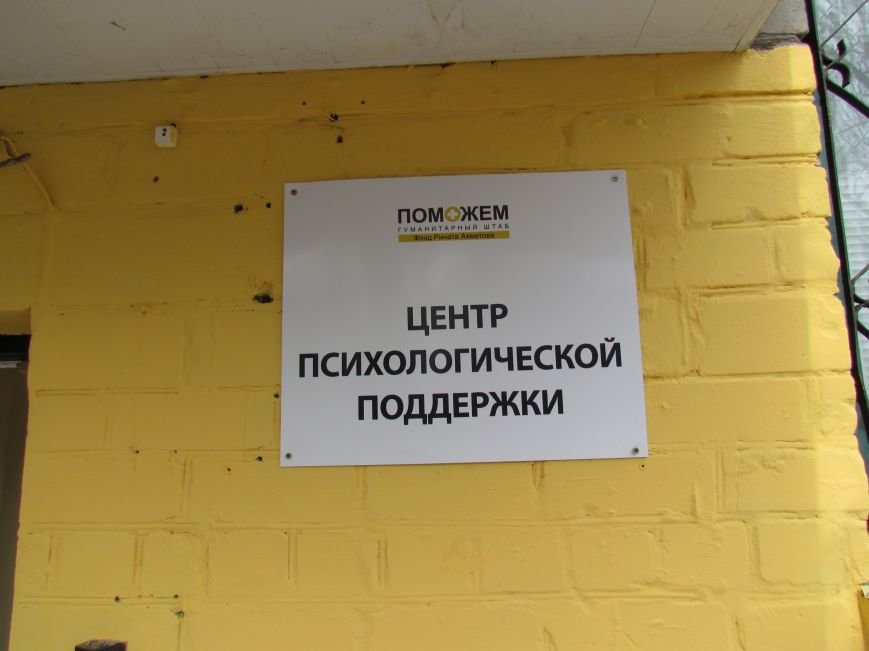 ПОМОЖЕМ
ГУМАНИТАРНЫЙ ШТАБ
Фонд Рината Ахметова
ЦЕНТР
ПСИХОЛОГИЧЕСКОЙ
ПОДДЕРЖКИ